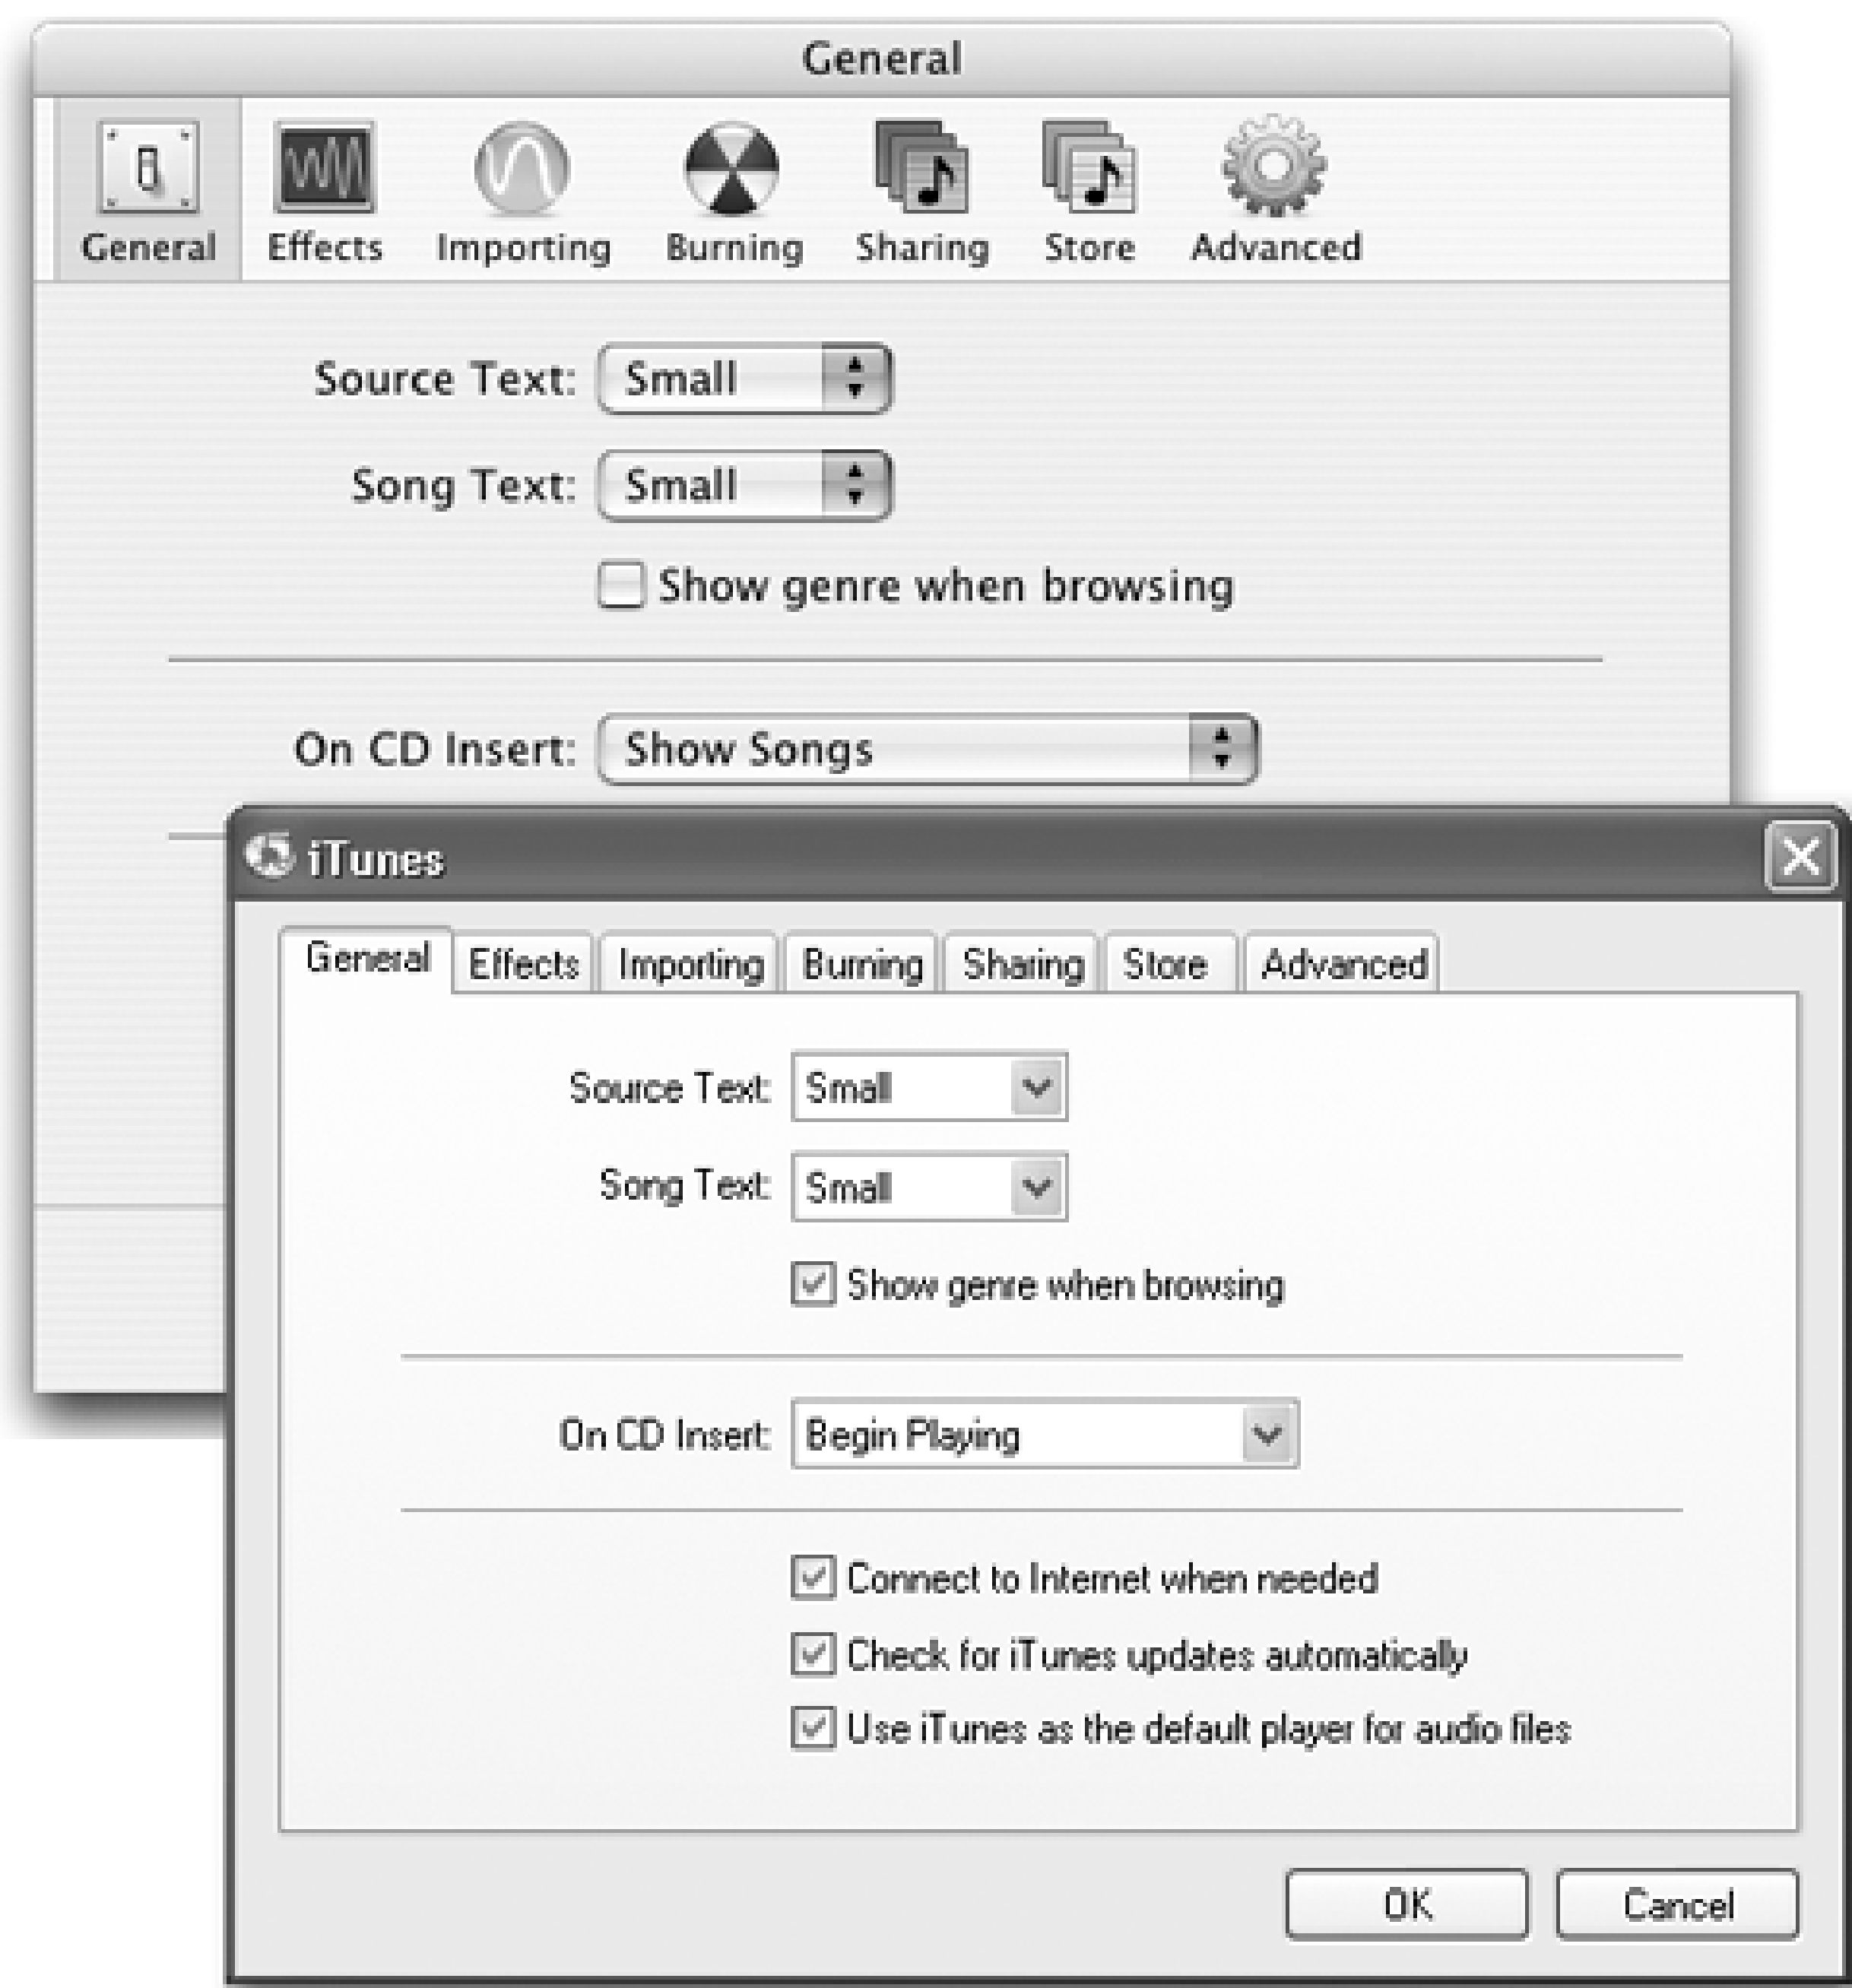 General
General Effects Importing Burning Sharing Store Advanced
Source Text: Small
Song Text: Small
Show genre when browsing
On CD Insert: Show Songs
iTunes
General Effects Importing Burning Sharing Store Advanced
Source Text: Small
Song Text: Small
Show genre when browsing
On CD Insert: Begin Playing
Connect to Internet when needed
Check for iTunes updates automatically
Use iTunes as the default player for audio files
OK Cancel